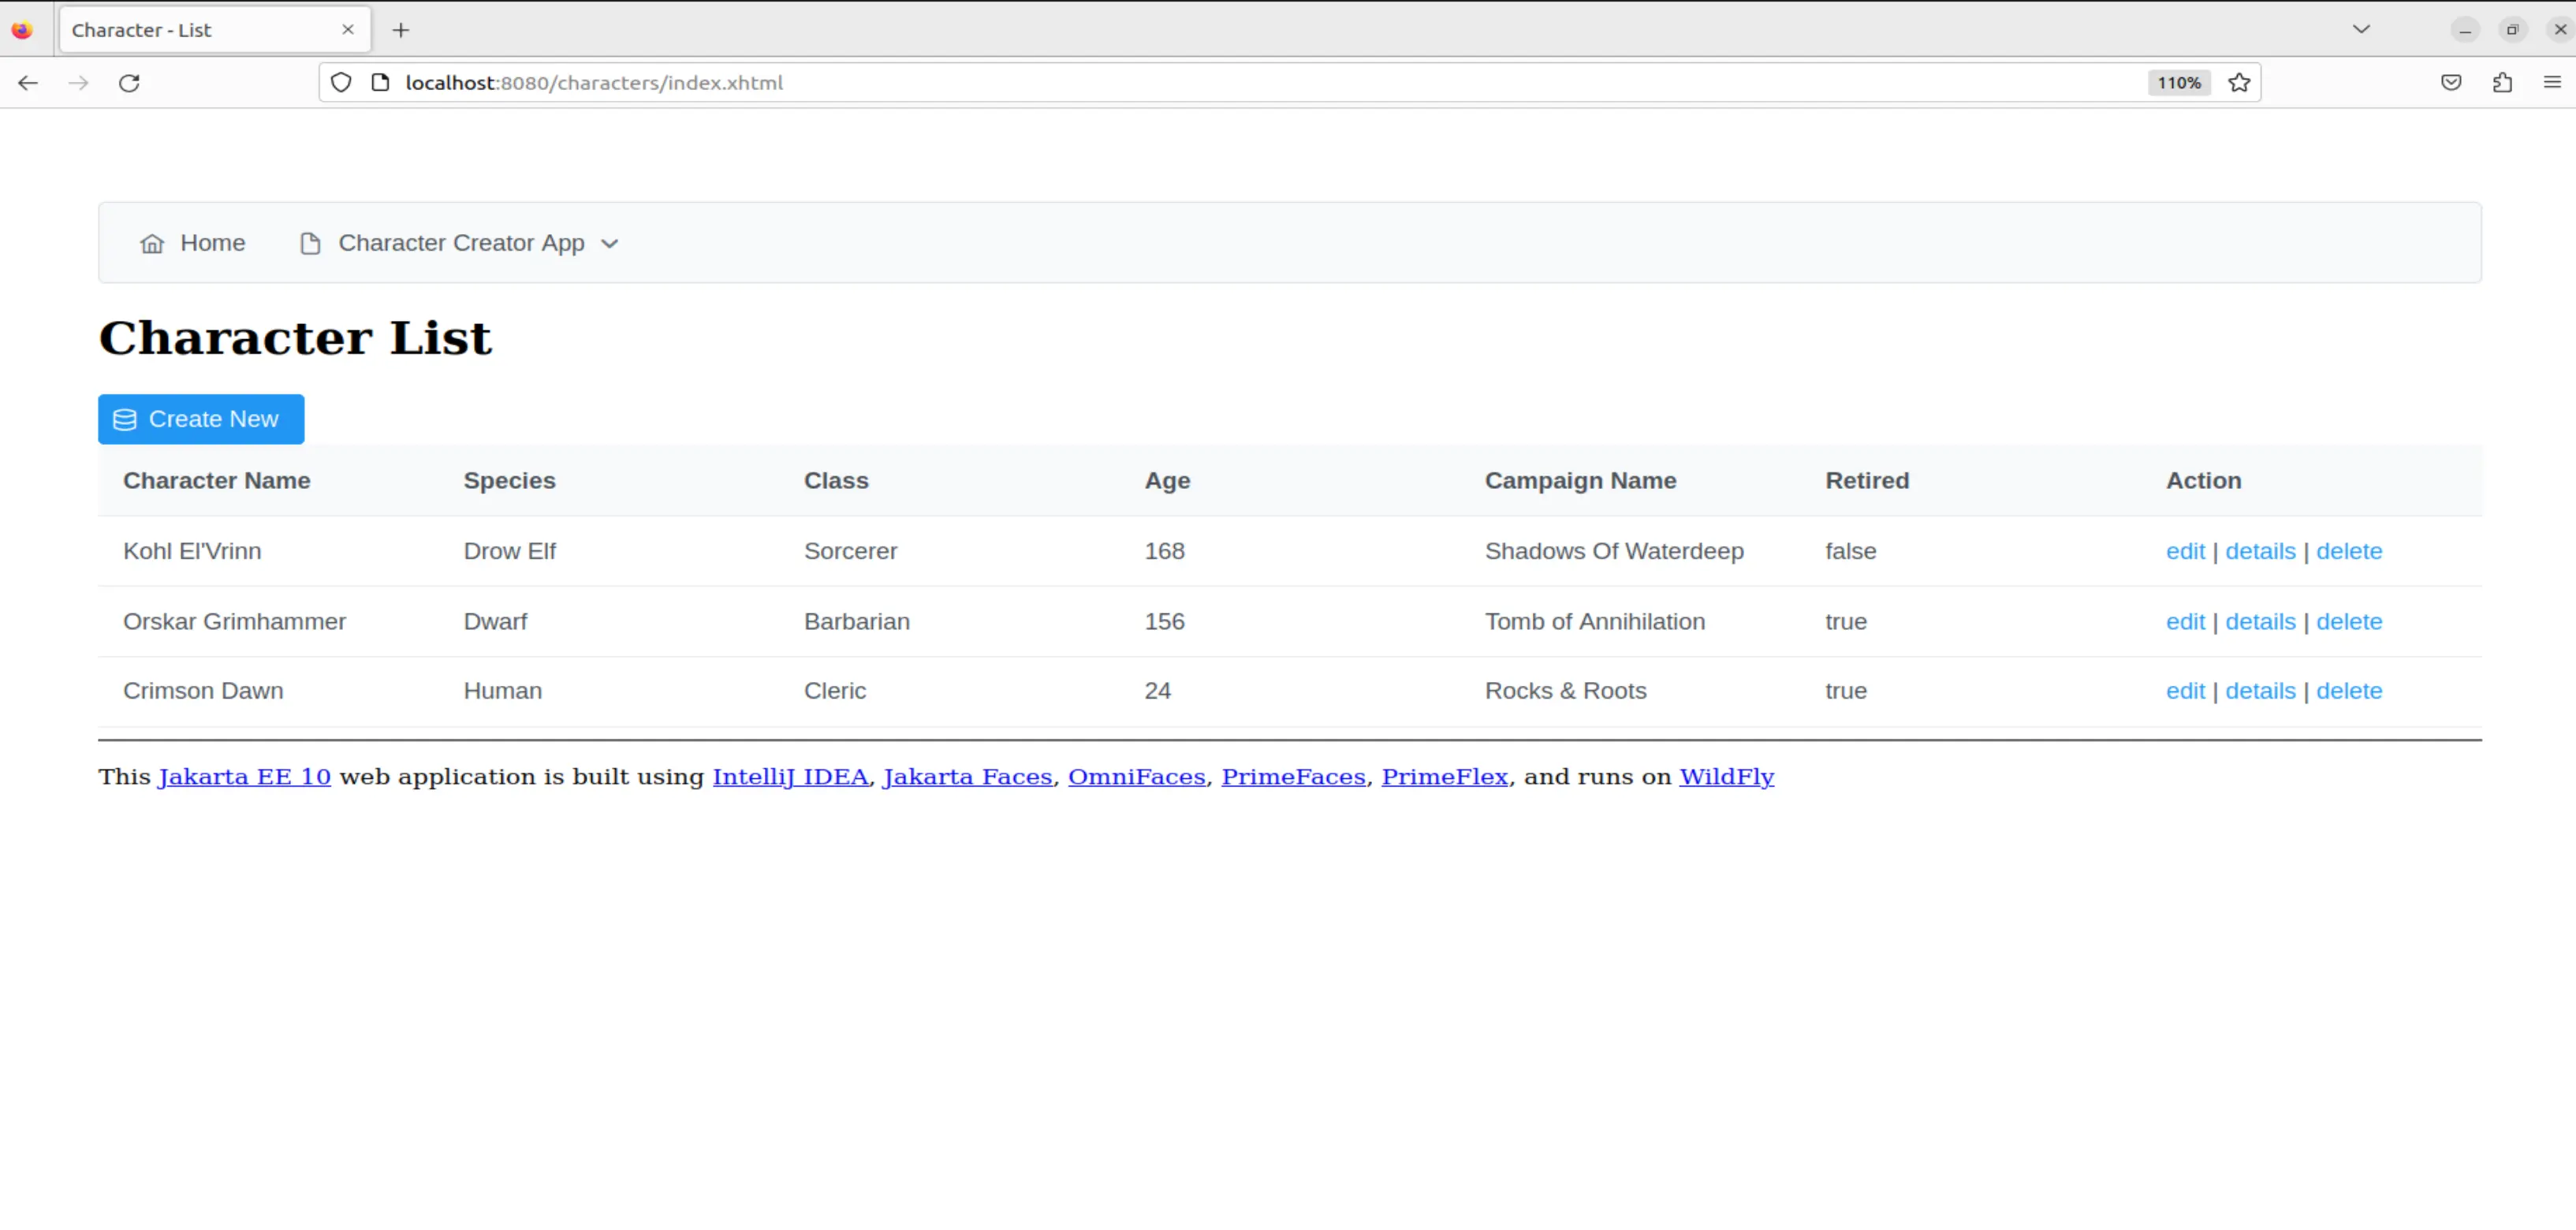 Character - List
localhost:8080/characters/index.xhtml 110%
Home Character Creator App
Character List
Create New
Character Name Species Class Age Campaign Name Retired Action
Kohl El'Vrinn Drow Elf Sorcerer 168 Shadows Of Waterdeep false edit | details | delete
Orskar Grimhammer Dwarf Barbarian 156 Tomb of Annihilation true edit | details | delete
Crimson Dawn Human Cleric 24 Rocks & Roots true edit | details | delete
This Jakarta EE 10 web application is built using IntelliJ IDEA, Jakarta Faces, OmniFaces, PrimeFaces, PrimeFlex, and runs on WildFly